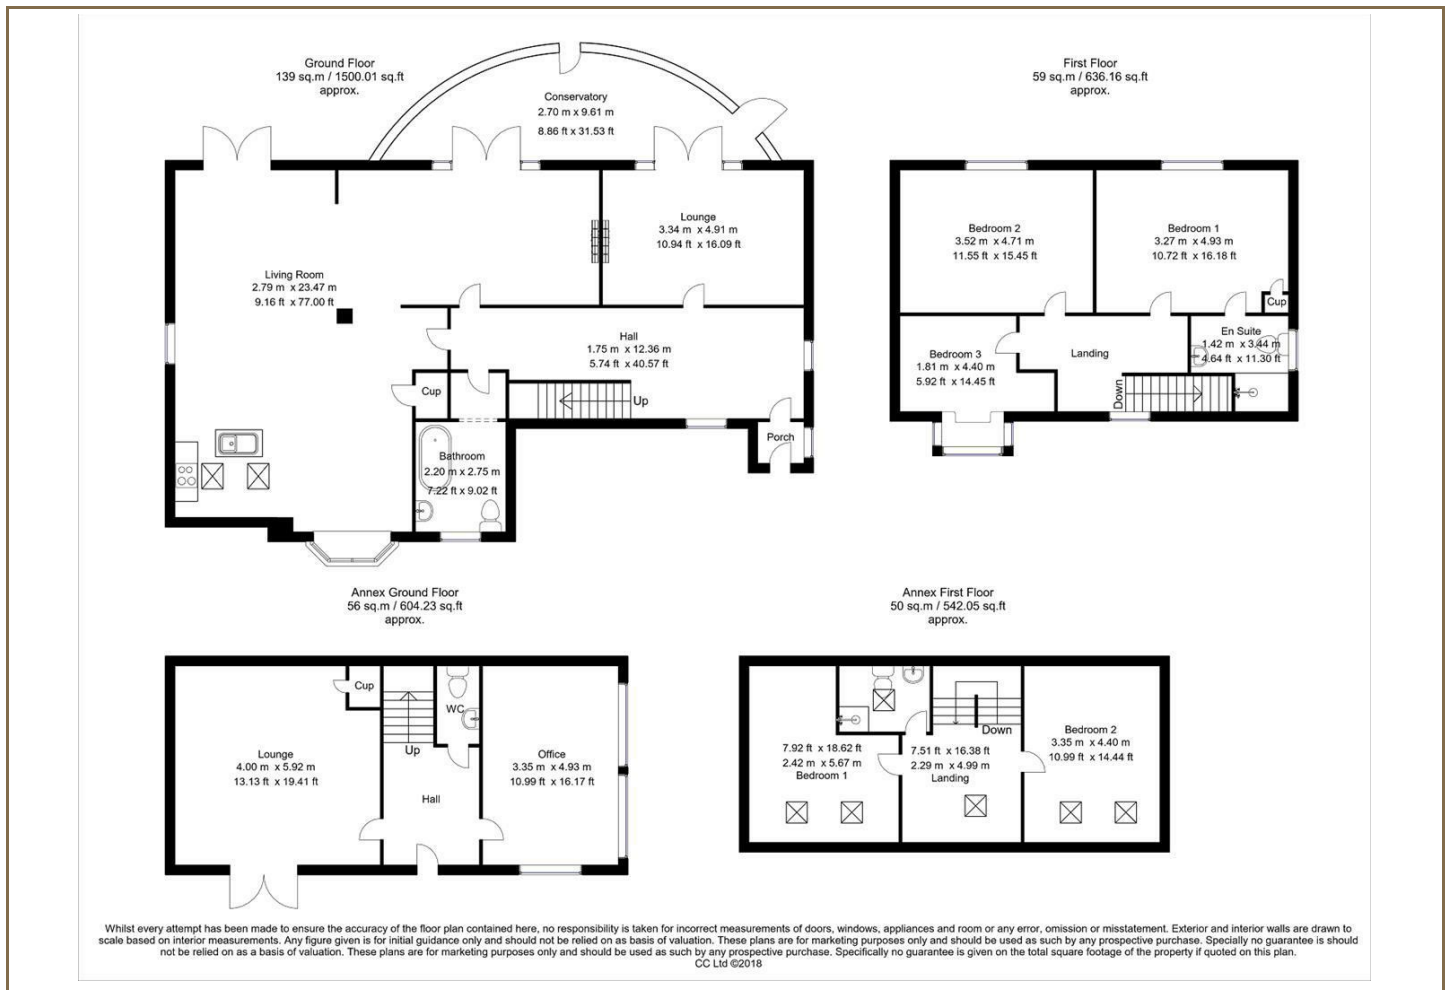 Ground Floor
139 sq.m / 1500.01 sq.ft
approx.
Conservatory
2.70 m x 9.61 m
8.86 ft x 31.53 ft
Lounge
3.34 m x 4.91 m
10.94 ft x 16.09 ft
Living Room
2.79 m x 23.47 m
9.16 ft x 77.00 ft
Hall
1.75 m x 12.36 m
5.74 ft x 40.57 ft
Cup
Up
Porch
Bathroom
2.20 m x 2.75 m
7.22 ft x 9.02 ft
First Floor
59 sq.m / 636.16 sq.ft
approx.
Bedroom 2
3.52 m x 4.71 m
11.55 ft x 15.45 ft
Bedroom 1
3.27 m x 4.93 m
10.72 ft x 16.18 ft
Cup
En Suite
1.42 m x 3.44 m
4.64 ft x 11.30 ft
Landing
Bedroom 3
1.81 m x 4.40 m
5.92 ft x 14.45 ft
Down
Annex Ground Floor
56 sq.m / 604.23 sq.ft
approx.
Cup
WC
Up
Lounge
4.00 m x 5.92 m
13.13 ft x 19.41 ft
Office
3.35 m x 4.93 m
10.99 ft x 16.17 ft
Hall
Annex First Floor
50 sq.m / 542.05 sq.ft
approx.
Down
7.92 ft x 18.62 ft
2.42 m x 5.67 m
Bedroom 1
7.51 ft x 16.38 ft
2.29 m x 4.99 m
Landing
Bedroom 2
3.35 m x 4.40 m
10.99 ft x 14.44 ft
Whilst every attempt has been made to ensure the accuracy of the floor plan contained here, no responsibility is taken for incorrect measurements of doors, windows, appliances and room or any error, omission or misstatement. Exterior and interior walls are drawn to
scale based on interior measurements. Any figure given is for initial guidance only and should not be relied on as basis of valuation. These plans are for marketing purposes only and should be used as such by any prospective purchase. Specially no guarantee is should
not be relied on as a basis of valuation. These plans are for marketing purposes only and should be used as such by any prospective purchase. Specifically no guarantee is given on the total square footage of the property if quoted on this plan.
CC Ltd ©2018